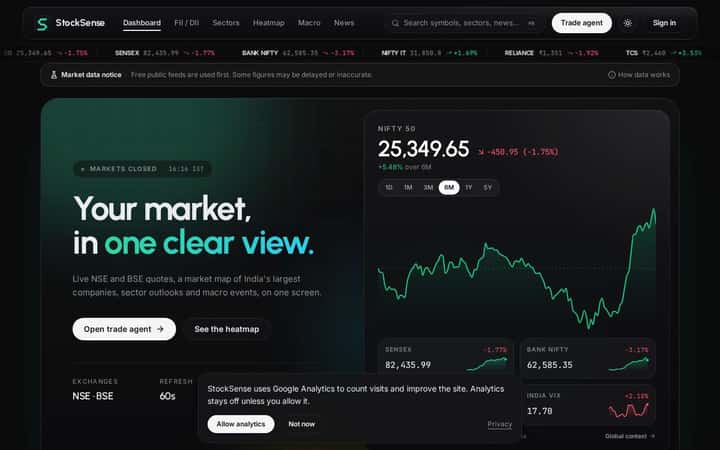 StockSense Dashboard FII / DII Sectors Heatmap Macro News Search symbols, sectors, news... Trade agent Sign in
25,349.65 -1.75% SENSEX 82,435.99 -1.77% BANK NIFTY 62,585.35 -3.17% NIFTY IT 31,850.8 +1.69% RELIANCE ₹1,351 -1.92% TCS ₹2,460 +3.53%
Market data notice · Free public feeds are used first. Some figures may be delayed or inaccurate. How data works
MARKETS CLOSED 16:16 IST
Your market,
in one clear view.
Live NSE and BSE quotes, a market map of India's largest
companies, sector outlooks and macro events, on one screen.
Open trade agent → See the heatmap
EXCHANGES REFRESH
NSE · BSE 60s
NIFTY 50
25,349.65 ↘ -450.95 (-1.75%)
+5.48% over 6M
1D 1M 3M 6M 1Y 5Y
SENSEX -1.77%
82,435.99
BANK NIFTY -3.17%
62,585.35
INDIA VIX +2.18%
17.70
Global context →
StockSense uses Google Analytics to count visits and improve the site. Analytics
stays off unless you allow it.
Allow analytics Not now Privacy